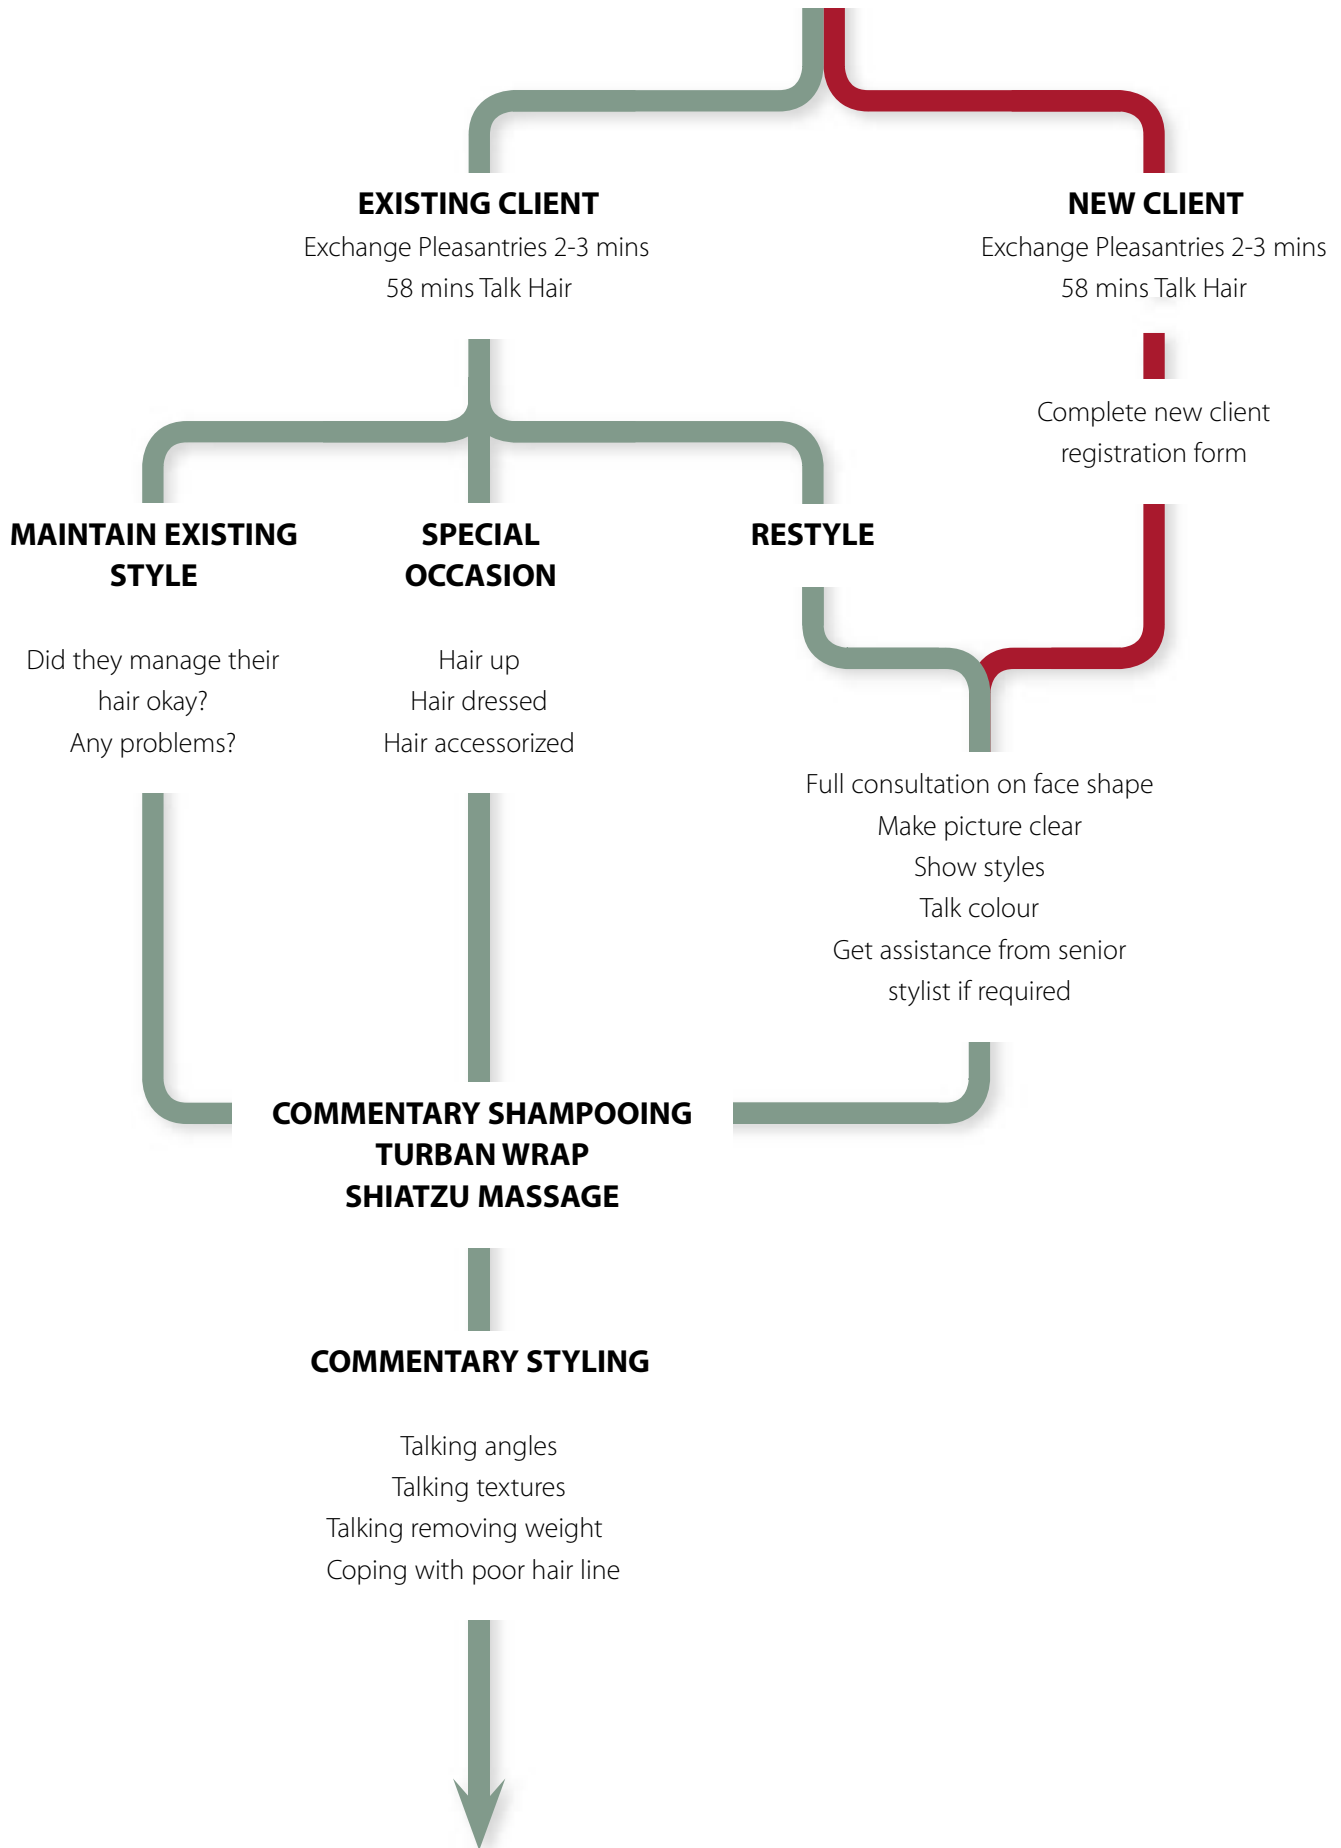 EXISTING CLIENT
Exchange Pleasantries 2-3 mins
58 mins Talk Hair
NEW CLIENT
Exchange Pleasantries 2-3 mins
58 mins Talk Hair
Complete new client
registration form
MAINTAIN EXISTING
STYLE
Did they manage their
hair okay?
Any problems?
SPECIAL
OCCASION
Hair up
Hair dressed
Hair accessorized
RESTYLE
Full consultation on face shape
Make picture clear
Show styles
Talk colour
Get assistance from senior
stylist if required
COMMENTARY SHAMPOOING
TURBAN WRAP
SHIATZU MASSAGE
COMMENTARY STYLING
Talking angles
Talking textures
Talking removing weight
Coping with poor hair line